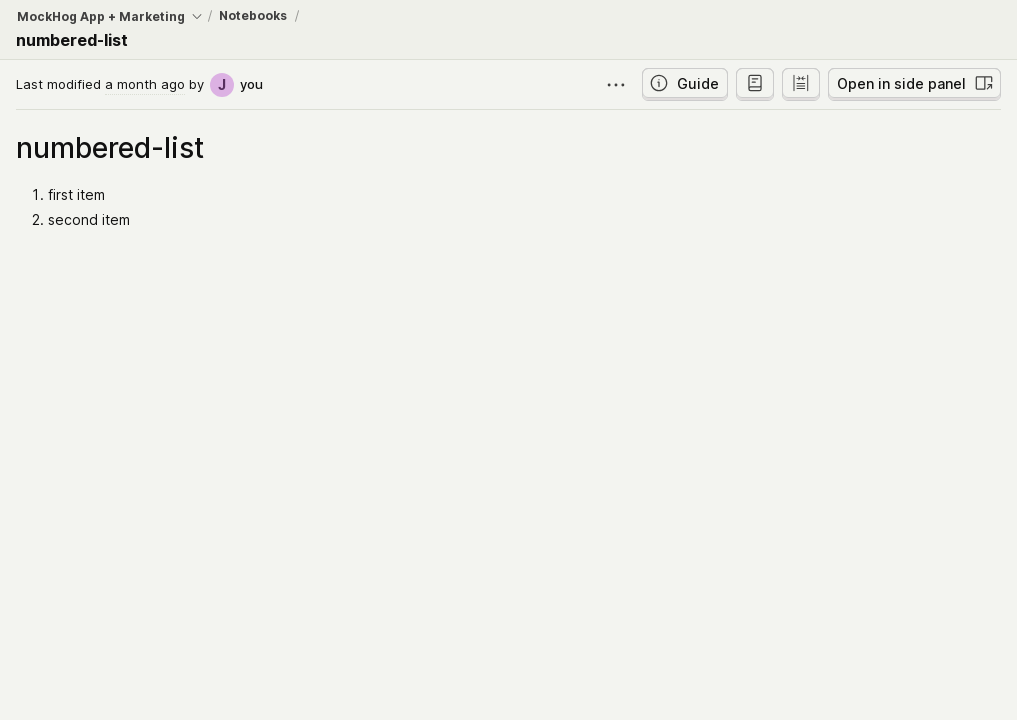 MockHog App + Marketing / Notebooks /
numbered-list
Last modified a month ago by J you
Guide
Open in side panel
numbered-list
1. first item
2. second item